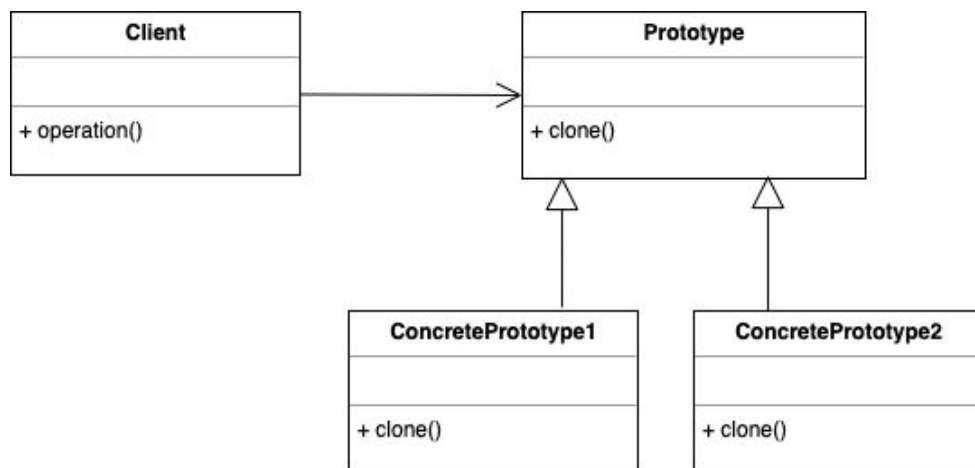 Client
+ operation()
Prototype
+ clone()
ConcretePrototype1
+ clone()
ConcretePrototype2
+ clone()